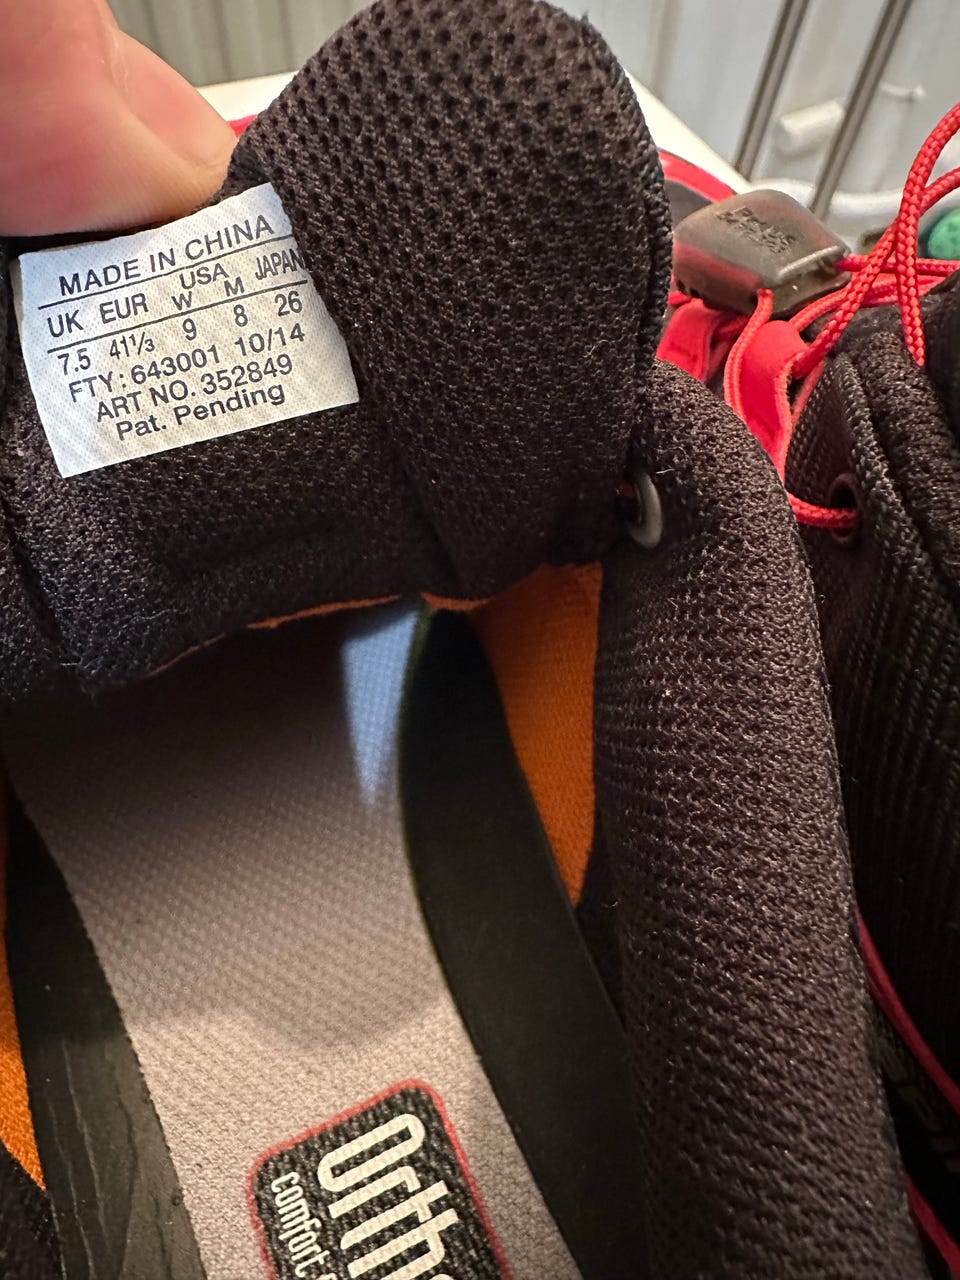 MADE IN CHINA
USA
UK EUR W M JAPAN
7.5 41⅓ 9 8 26
FTY: 643001 10/14
ART NO. 352849
Pat. Pending
Orth
comfort